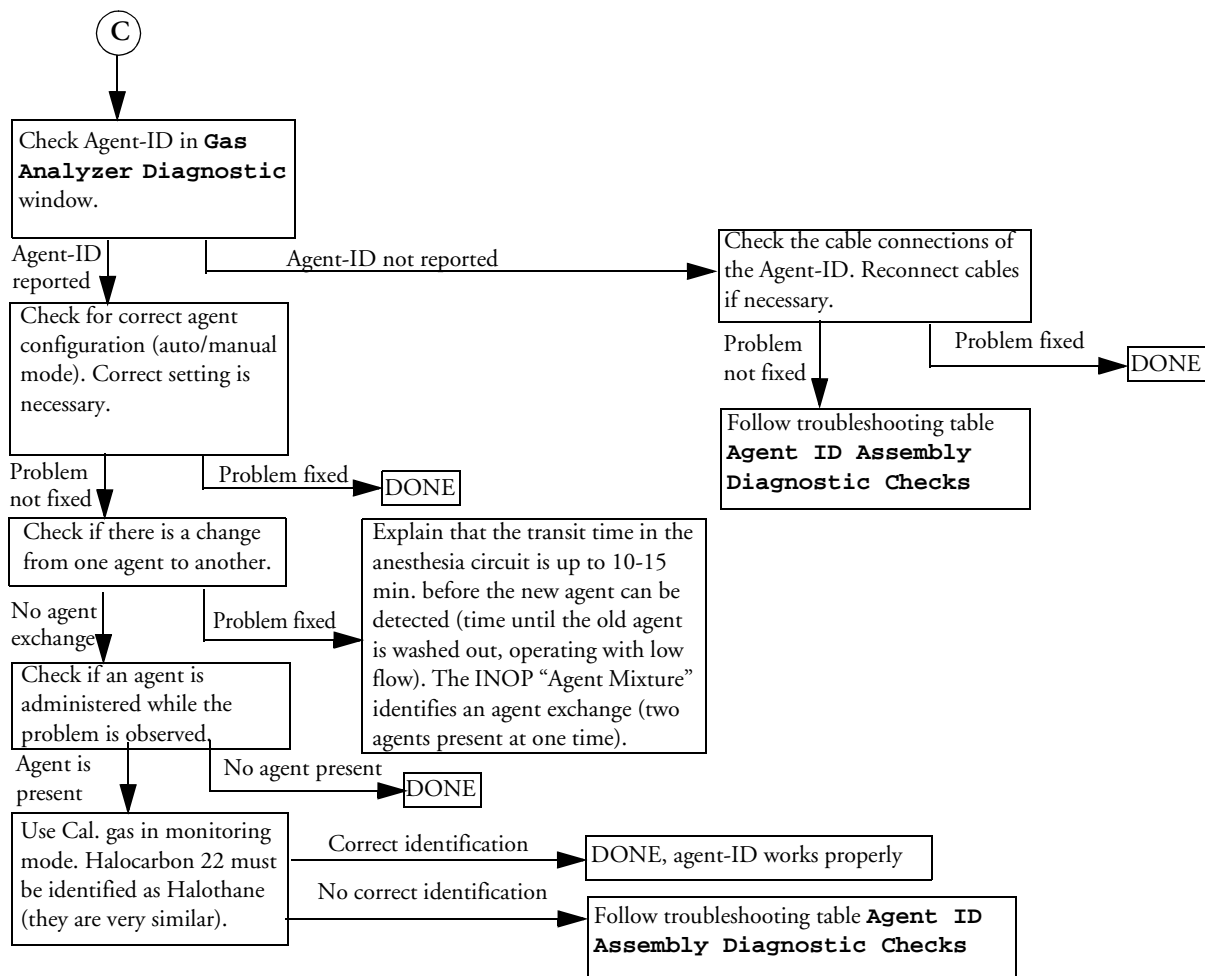 C
Check Agent-ID in Gas
Analyzer Diagnostic
window.
Agent-ID
reported
Agent-ID not reported
Check the cable connections of
the Agent-ID. Reconnect cables
if necessary.
Check for correct agent
configuration (auto/manual
mode). Correct setting is
necessary.
Problem
not fixed
Problem fixed
DONE
Follow troubleshooting table
Agent ID Assembly
Diagnostic Checks
Problem
not fixed
Problem fixed
DONE
Check if there is a change
from one agent to another.
Explain that the transit time in the
anesthesia circuit is up to 10-15
min. before the new agent can be
detected (time until the old agent
is washed out, operating with low
flow). The INOP “Agent Mixture”
identifies an agent exchange (two
agents present at one time).
No agent
exchange
Problem fixed
Check if an agent is
administered while the
problem is observed.
Agent is
present
No agent present
DONE
Use Cal. gas in monitoring
mode. Halocarbon 22 must
be identified as Halothane
(they are very similar).
Correct identification
DONE, agent-ID works properly
No correct identification
Follow troubleshooting table Agent ID
Assembly Diagnostic Checks